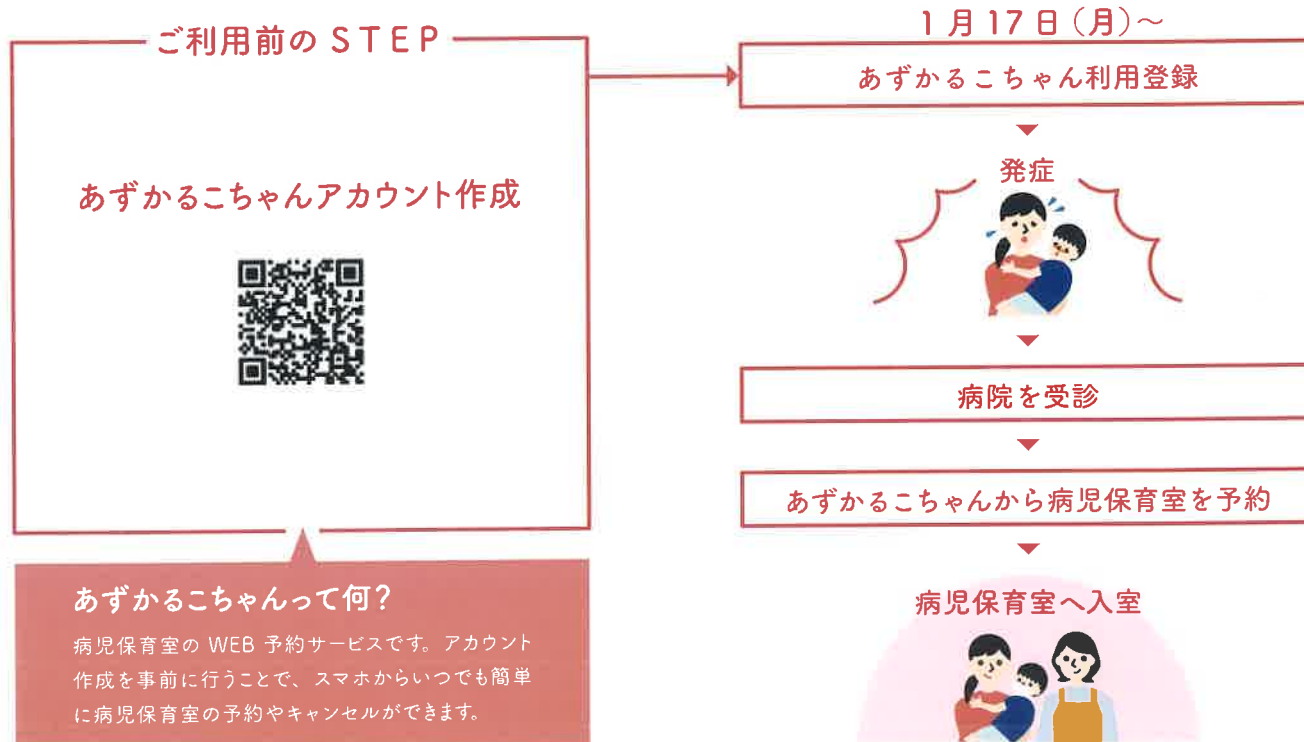 ご利用前のSTEP
あずかるこちゃんアカウント作成
あずかるこちゃんって何？
病児保育室の WEB 予約サービスです。アカウント
作成を事前に行うことで、スマホからいつでも簡単
に病児保育室の予約やキャンセルができます。
1月17日（月）～
あずかるこちゃん利用登録
発症
病院を受診
あずかるこちゃんから病児保育室を予約
病児保育室へ入室